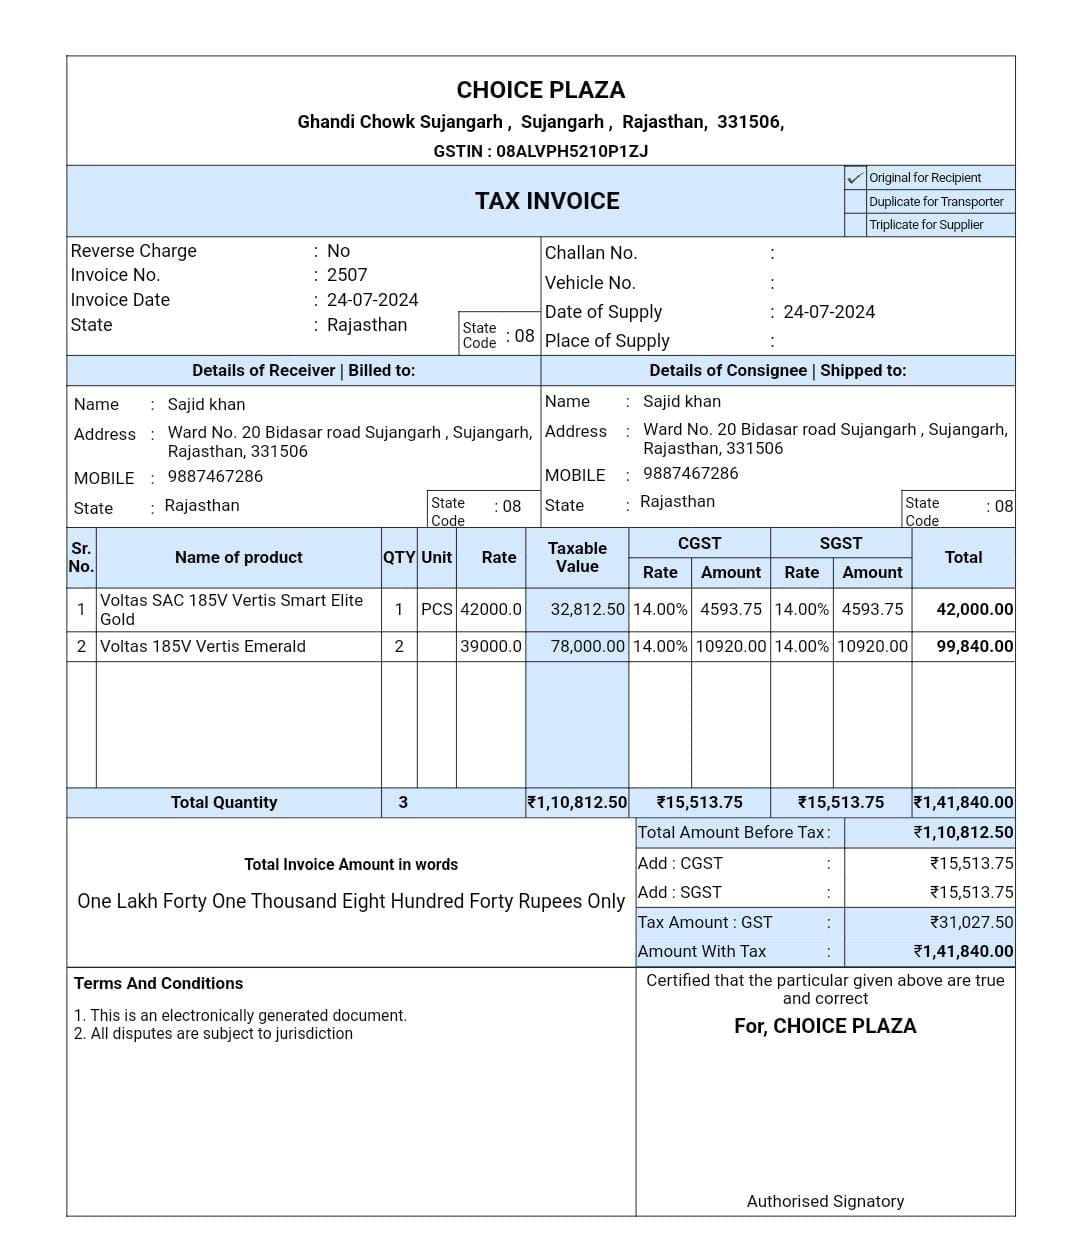 CHOICE PLAZA
Ghandi Chowk Sujangarh , Sujangarh , Rajasthan, 331506,
GSTIN : 08ALVPH5210P1ZJ
TAX INVOICE
Original for Recipient
Duplicate for Transporter
Triplicate for Supplier
Reverse Charge : No
Invoice No. : 2507
Invoice Date : 24-07-2024
State : Rajasthan
State Code : 08
Challan No. :
Vehicle No. :
Date of Supply : 24-07-2024
Place of Supply :
Details of Receiver | Billed to:
Name : Sajid khan
Address : Ward No. 20 Bidasar road Sujangarh , Sujangarh,
Rajasthan, 331506
MOBILE : 9887467286
State : Rajasthan
State Code : 08
Details of Consignee | Shipped to:
Name : Sajid khan
Address : Ward No. 20 Bidasar road Sujangarh , Sujangarh,
Rajasthan, 331506
MOBILE : 9887467286
State : Rajasthan
State Code : 08
Sr. No. Name of product QTY Unit Rate Taxable Value CGST SGST Total
Rate Amount Rate Amount
1 Voltas SAC 185V Vertis Smart Elite Gold 1 PCS 42000.0 32,812.50 14.00% 4593.75 14.00% 4593.75 42,000.00
2 Voltas 185V Vertis Emerald 2 39000.0 78,000.00 14.00% 10920.00 14.00% 10920.00 99,840.00
Total Quantity 3 ₹1,10,812.50 ₹15,513.75 ₹15,513.75 ₹1,41,840.00
Total Invoice Amount in words
One Lakh Forty One Thousand Eight Hundred Forty Rupees Only
Total Amount Before Tax : ₹1,10,812.50
Add : CGST : ₹15,513.75
Add : SGST : ₹15,513.75
Tax Amount : GST : ₹31,027.50
Amount With Tax : ₹1,41,840.00
Terms And Conditions
1. This is an electronically generated document.
2. All disputes are subject to jurisdiction
Certified that the particular given above are true
and correct
For, CHOICE PLAZA
Authorised Signatory